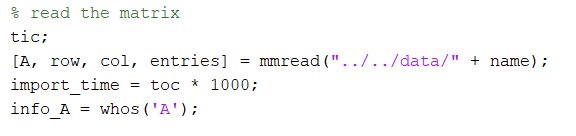 % read the matrix
tic;
[A, row, col, entries] = mmread("../../data/" + name);
import_time = toc * 1000;
info_A = whos('A');